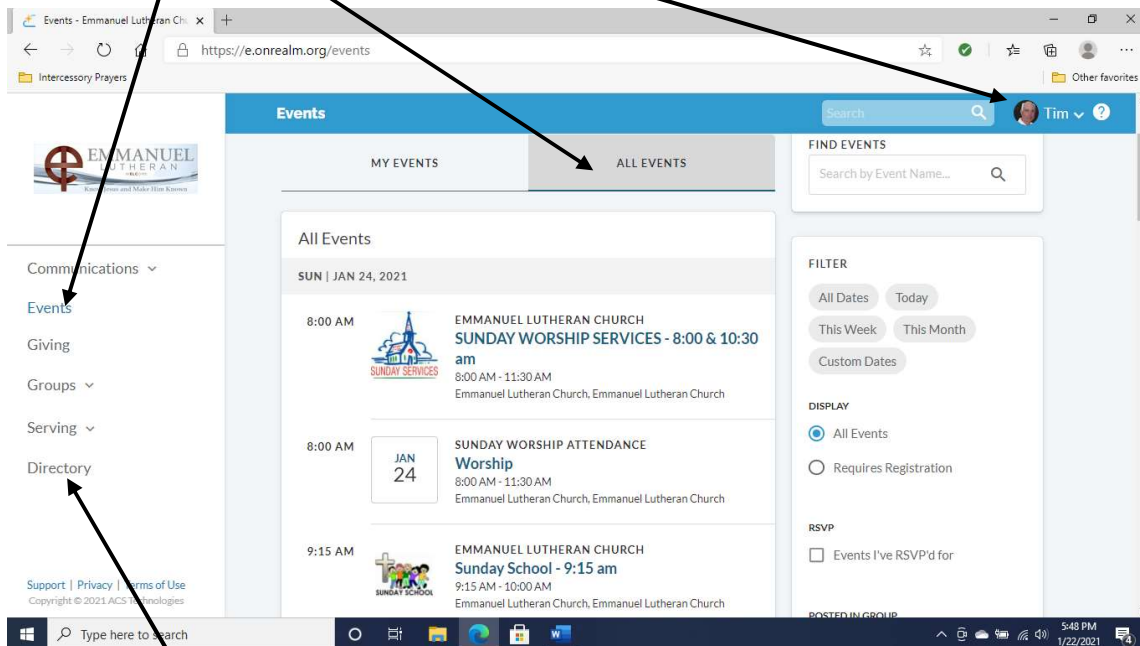 Events - Emmanuel Lutheran Chu
https://e.onrealm.org/events
Intercessory Prayers
Other favorites
Events
Search
Tim
?
EMMANUEL
LUTHERAN
Know Jesus and Make Him Known
Communications
Events
Giving
Groups
Serving
Directory
Support | Privacy | Terms of Use
Copyright © 2021 ACS Technologies
MY EVENTS
ALL EVENTS
All Events
SUN | JAN 24, 2021
8:00 AM
SUNDAY SERVICES
EMMANUEL LUTHERAN CHURCH
SUNDAY WORSHIP SERVICES - 8:00 & 10:30
am
8:00 AM - 11:30 AM
Emmanuel Lutheran Church, Emmanuel Lutheran Church
8:00 AM
JAN
24
SUNDAY WORSHIP ATTENDANCE
Worship
8:00 AM - 11:30 AM
Emmanuel Lutheran Church, Emmanuel Lutheran Church
9:15 AM
SUNDAY SCHOOL
EMMANUEL LUTHERAN CHURCH
Sunday School - 9:15 am
9:15 AM - 10:00 AM
Emmanuel Lutheran Church, Emmanuel Lutheran Church
FIND EVENTS
Search by Event Name...
FILTER
All Dates
Today
This Week
This Month
Custom Dates
DISPLAY
All Events
Requires Registration
RSVP
Events I've RSVP'd for
POSTED IN GROUP
Type here to search
5:48 PM
1/22/2021
4